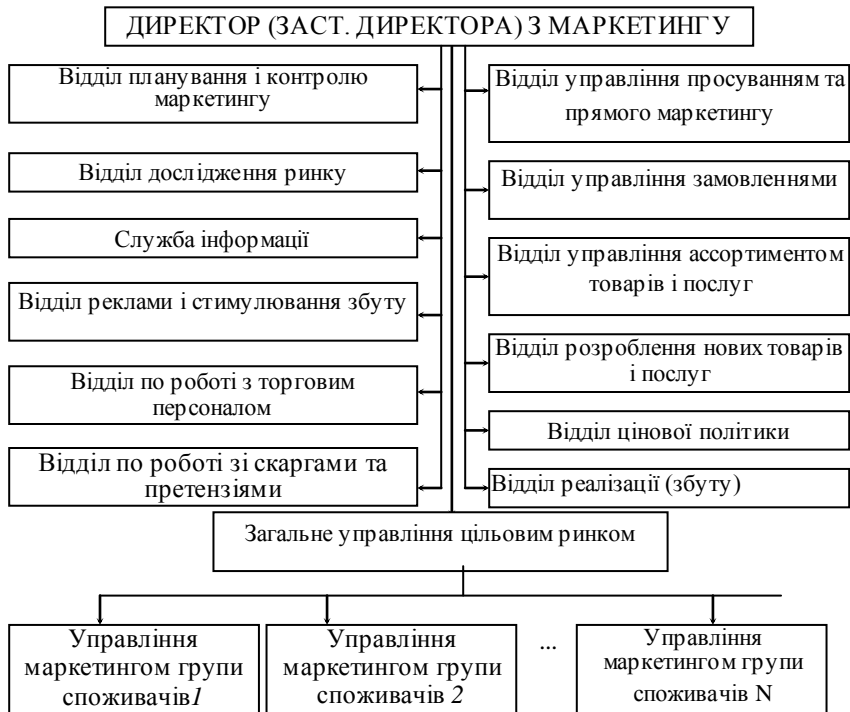 ДИРЕКТОР (ЗАСТ. ДИРЕКТОРА) З МАРКЕТИНГУ
Відділ планування і контролю
маркетингу
Відділ дослідження ринку
Служба інформації
Відділ реклами і стимулювання збуту
Відділ по роботі з торговим
персоналом
Відділ по роботі зі скаргами та
претензіями
Відділ управління просуванням та
прямого маркетингу
Відділ управління замовленнями
Відділ управління ассортиментом
товарів і послуг
Відділ розроблення нових товарів
і послуг
Відділ цінової політики
Відділ реалізації (збуту)
Загальне управління цільовим ринком
Управління
маркетингом групи
споживачів1
Управління
маркетингом групи
споживачів 2
...
Управління
маркетингом групи
споживачів N